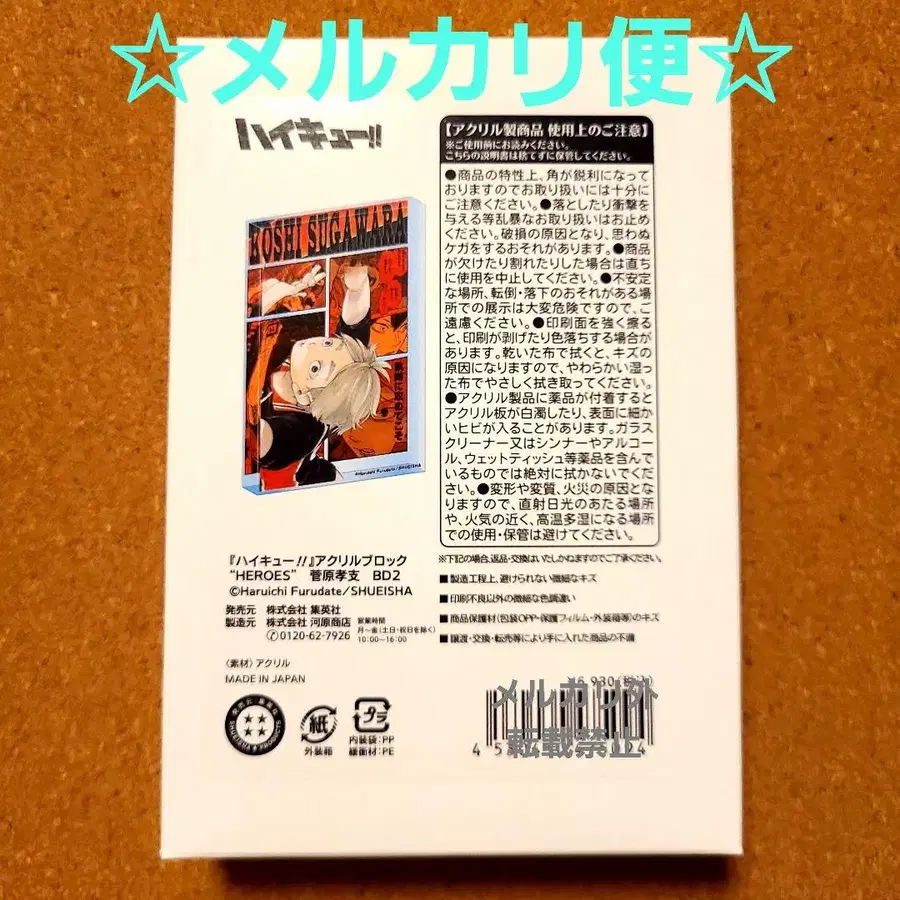 ☆メルカリ便☆
ハイキュー!!
KOSHI SUGAWARA
©Haruichi Furudate/SHUEISHA
『ハイキュー!!』アクリルブロック
“HEROES” 菅原孝支 BD2
©Haruichi Furudate/SHUEISHA
発売元 株式会社 集英社
製造元 株式会社 河原商店
✆0120-62-7926
営業時間
月〜金(土日・祝日を除く)
10:00〜16:00
〈素材〉アクリル
MADE IN JAPAN
発売元 集英社
SHUEISHA PRODUCTS
紙
外装箱
プラ
内装袋:PP
緩衝材:PE
【アクリル製商品 使用上のご注意】
※ご使用前にお読みください。
こちらの説明書は捨てずに保管してください。
●商品の特性上、角が鋭利になって
おりますのでお取り扱いには十分に
ご注意ください。●落としたり衝撃を
与える等乱暴なお取り扱いはお止め
ください。破損の原因となり、思わぬ
ケガをするおそれがあります。●商品
が欠けたり割れたりした場合は直ち
に使用を中止してください。●不安定
な場所、転倒・落下のおそれがある場
所での展示は大変危険ですので、ご
遠慮ください。●印刷面を強く擦る
と、印刷が剥げたり色落ちする場合が
あります。乾いた布で拭くと、キズの
原因になりますので、やわらかい湿っ
た布でやさしく拭き取ってください。
●アクリル製品に薬品が付着すると
アクリル板が白濁したり、表面に細か
いヒビが入ることがあります。ガラス
クリーナー又はシンナーやアルコー
ル、ウェットティッシュ等薬品を含んで
いるものでは絶対に拭かないでくだ
さい。●変形や変質、火災の原因とな
りますので、直射日光のあたる場所
や、火気の近く、高温多湿になる場所
での使用・保管は避けてください。
※下記の場合、返品・交換はいたしかねますのでご了承ください。
■製造工程上、避けられない微細なキズ
■印刷不良以外の微細な色調違い
■商品保護材(包装OPP・保護フィルム・外装箱等)のキズ
■譲渡・交換・転売等により手に入れた商品の不備
メルカリ外
転載禁止